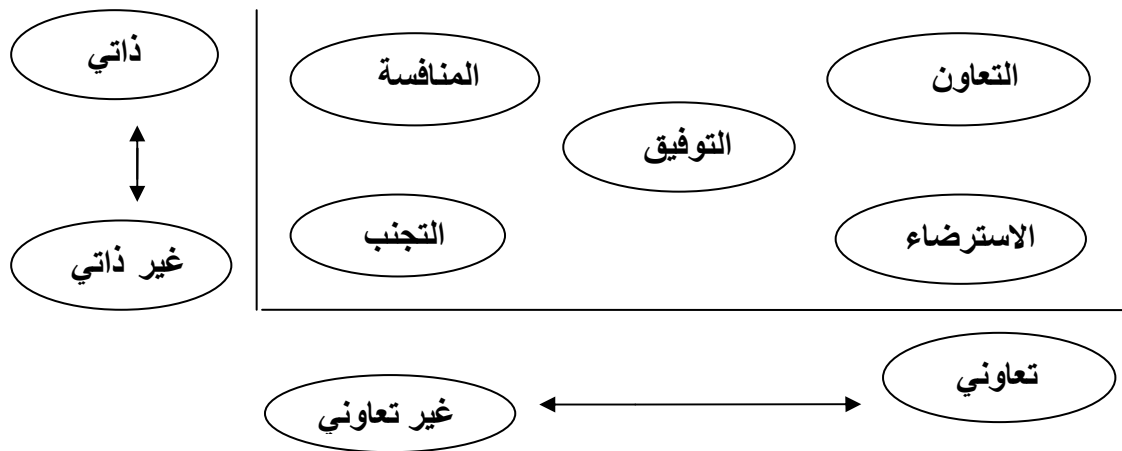 ذاتي
المنافسة
التعاون
التوفيق
غير ذاتي
التجنب
الاسترضاء
تعاوني
غير تعاوني